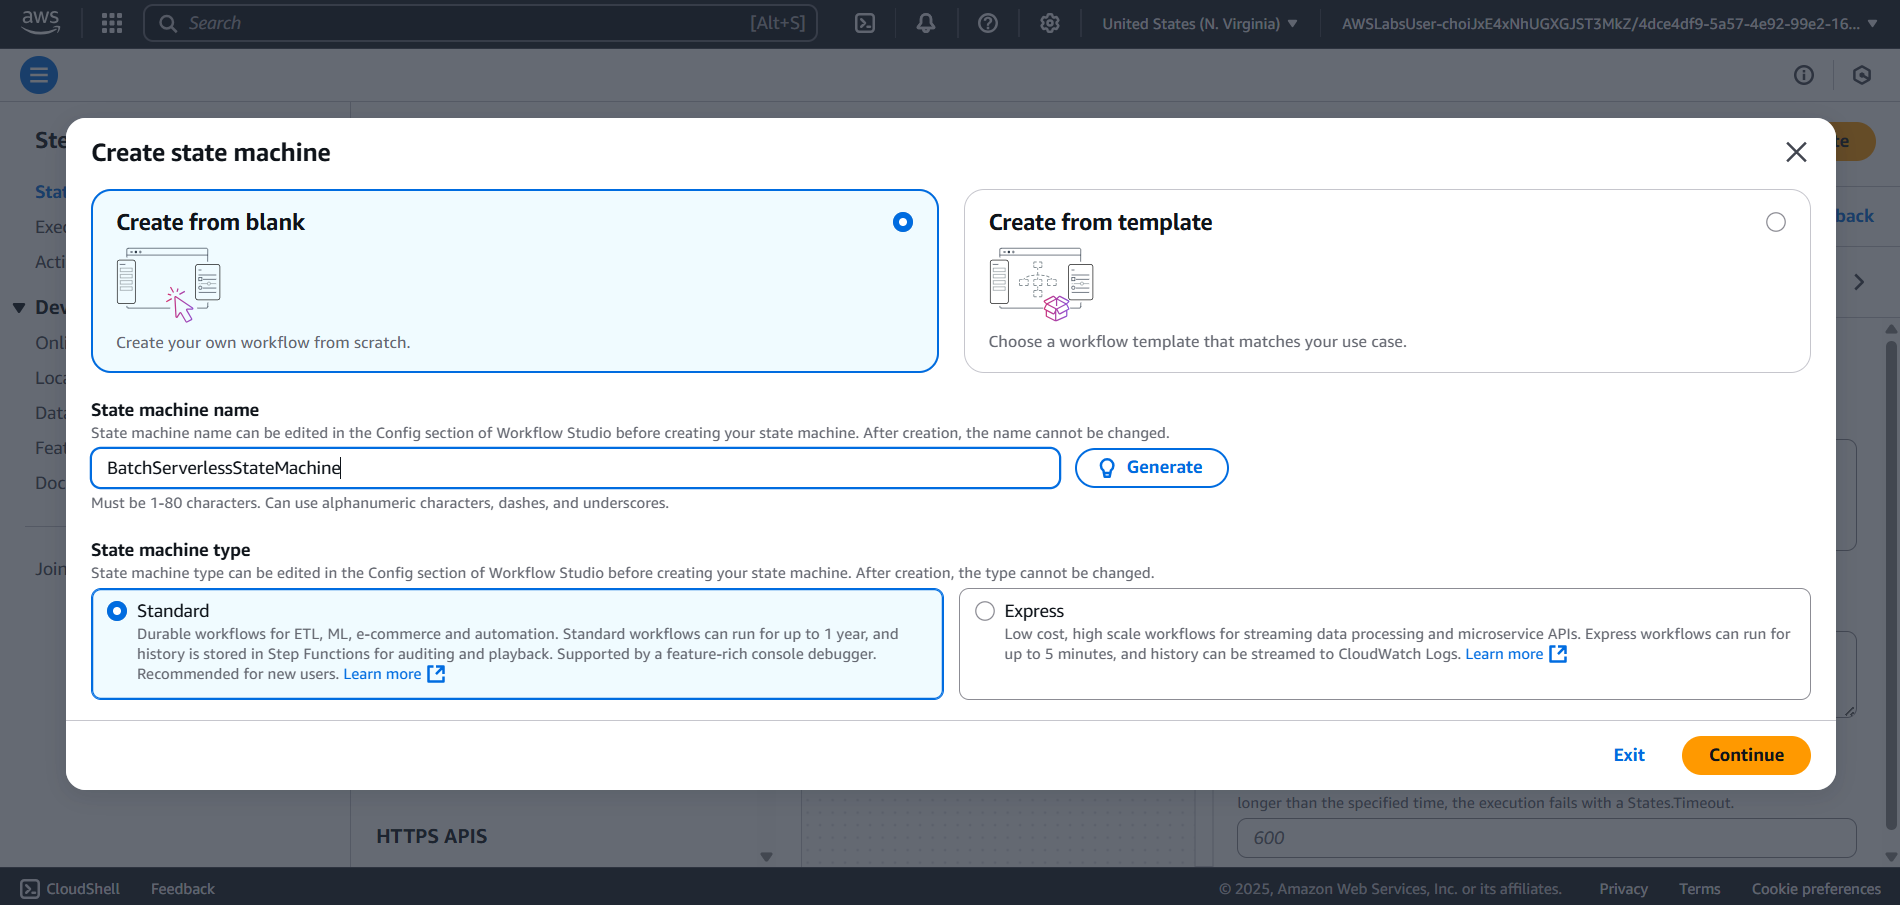 aws
Search
[Alt+S]
United States (N. Virginia)
AWSLabsUser-choiJxE4xNhUGXGJST3MkZ/4dce4df9-5a57-4e92-99e2-16...
Create state machine
Create from blank
Create your own workflow from scratch.
Create from template
Choose a workflow template that matches your use case.
State machine name
State machine name can be edited in the Config section of Workflow Studio before creating your state machine. After creation, the name cannot be changed.
BatchServerlessStateMachine
Generate
Must be 1-80 characters. Can use alphanumeric characters, dashes, and underscores.
State machine type
State machine type can be edited in the Config section of Workflow Studio before creating your state machine. After creation, the type cannot be changed.
Standard
Durable workflows for ETL, ML, e-commerce and automation. Standard workflows can run for up to 1 year, and
history is stored in Step Functions for auditing and playback. Supported by a feature-rich console debugger.
Recommended for new users. Learn more
Express
Low cost, high scale workflows for streaming data processing and microservice APIs. Express workflows can run for
up to 5 minutes, and history can be streamed to CloudWatch Logs. Learn more
Exit
Continue
Ste
Stat
Exec
Acti
Dev
Onli
Loca
Data
Feat
Doc
Join
te
back
longer than the specified time, the execution fails with a States.Timeout.
600
HTTPS APIS
CloudShell
Feedback
© 2025, Amazon Web Services, Inc. or its affiliates.
Privacy
Terms
Cookie preferences